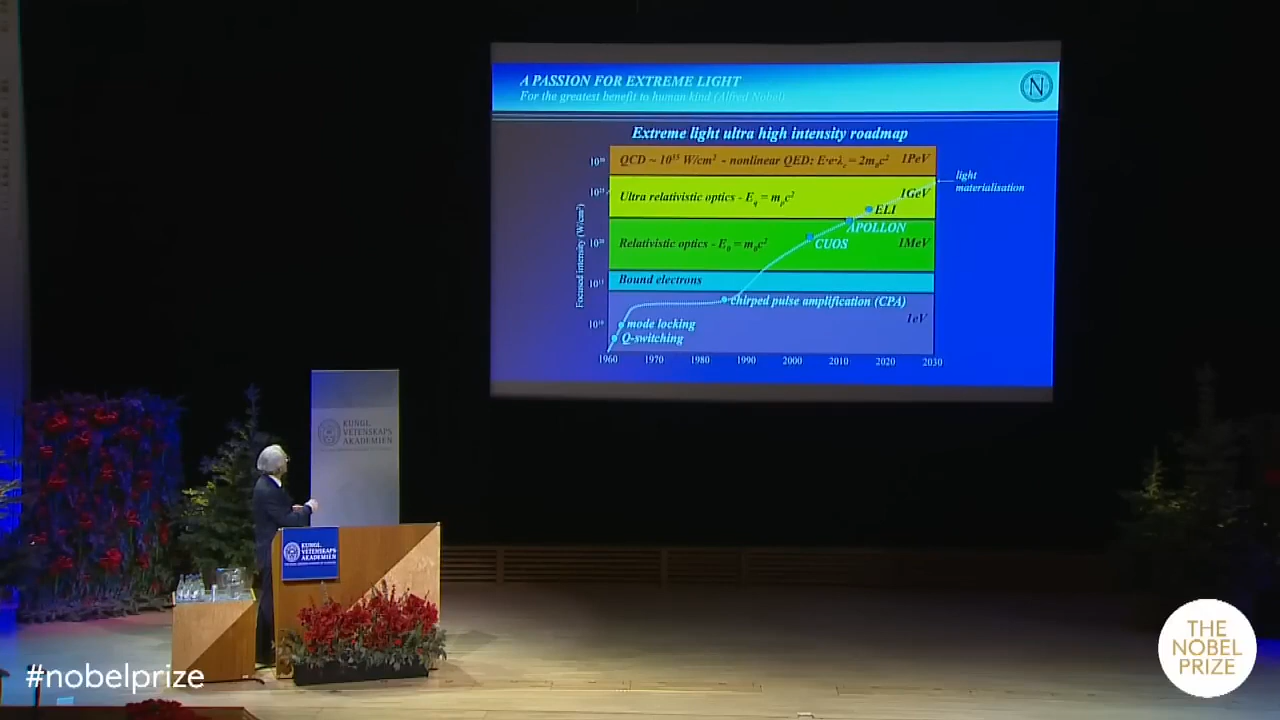 A PASSION FOR EXTREME LIGHT
For the greatest benefit to human kind (Alfred Nobel)
N
Extreme light ultra high intensity roadmap
QCD ~ 10³⁵ W/cm² - nonlinear QED: E·e·λc = 2m₀c² 1PeV
light
materialisation
Ultra relativistic optics - Eq = mpc² 1GeV
ELI
APOLLON
Relativistic optics - E₀ = m₀c² 1MeV
CUOS
Focused intensity (W/cm²)
Bound electrons
chirped pulse amplification (CPA)
1eV
mode locking
Q-switching
1960 1970 1980 1990 2000 2010 2020 2030
KUNGL.
VETENSKAPS
AKADEMIEN
KUNGL.
VETENSKAPS
AKADEMIEN
#nobelprize
THE
NOBEL
PRIZE